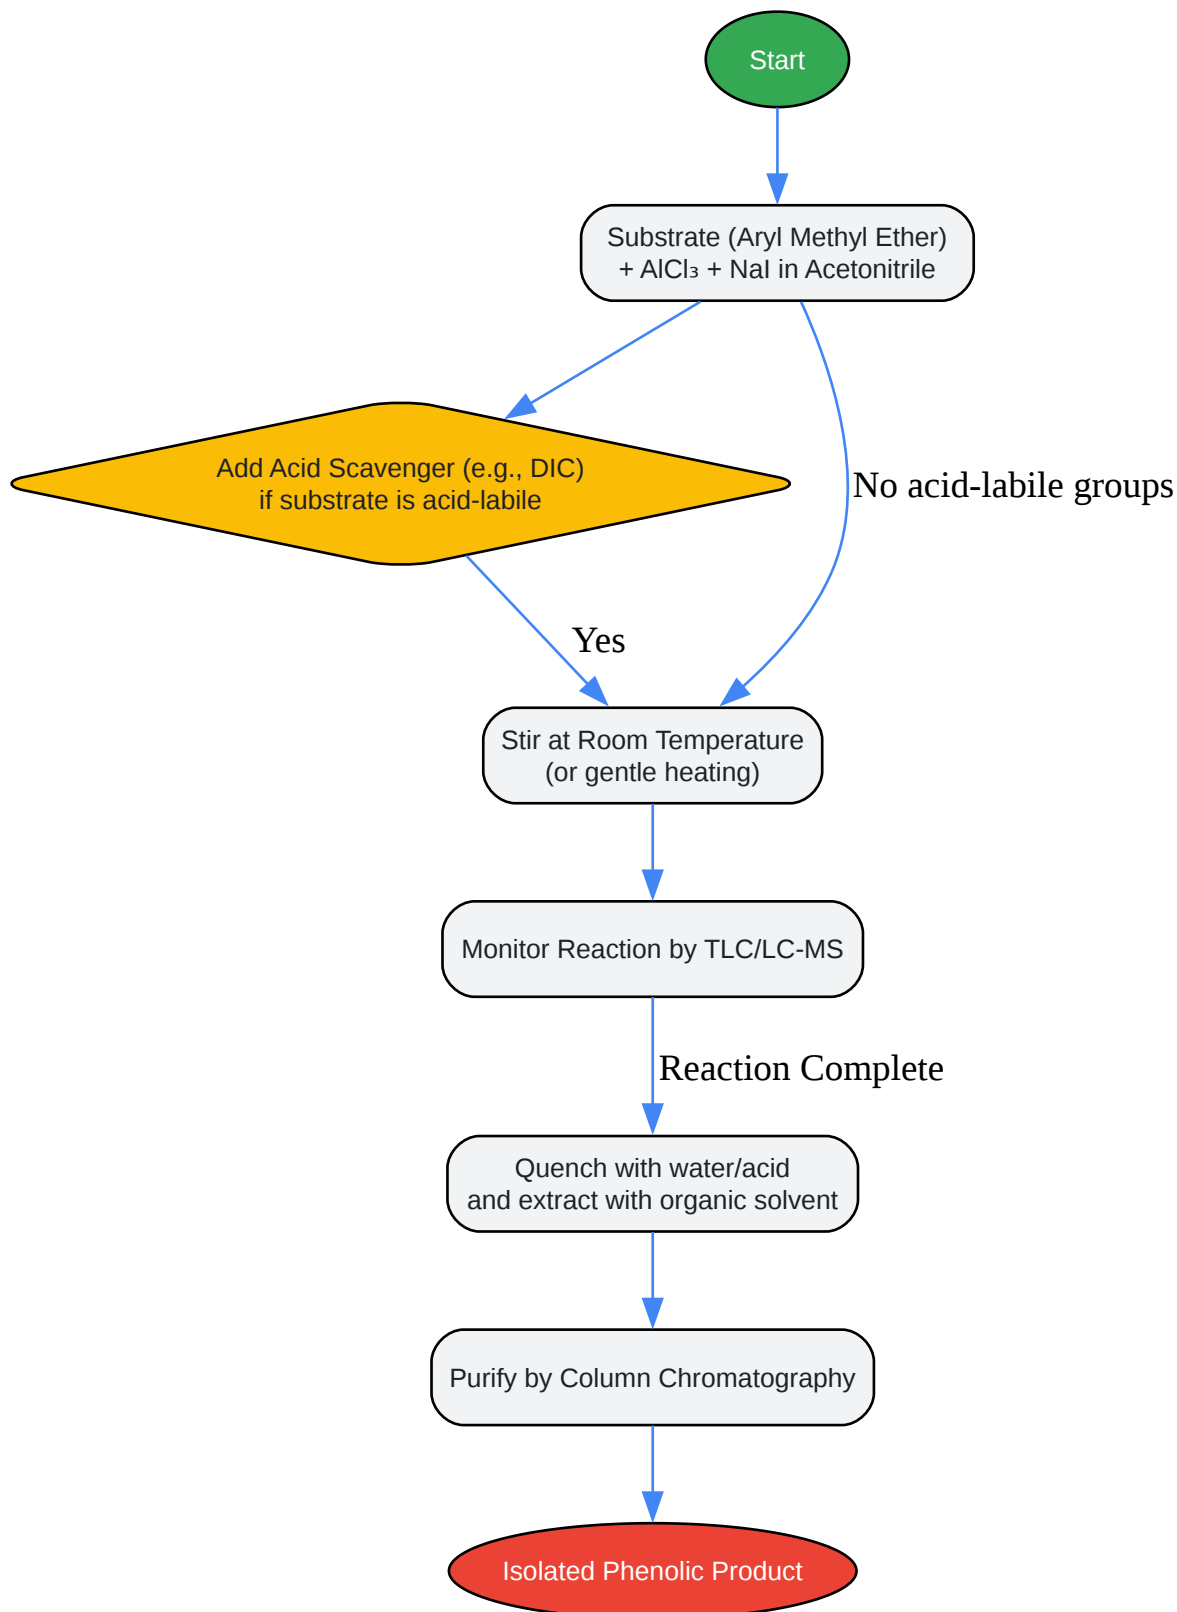 Start
Substrate (Aryl Methyl Ether)
+ AlCl₃ + NaI in Acetonitrile
Add Acid Scavenger (e.g., DIC)
if substrate is acid-labile
No acid-labile groups
Yes
Stir at Room Temperature
(or gentle heating)
Monitor Reaction by TLC/LC-MS
Reaction Complete
Quench with water/acid
and extract with organic solvent
Purify by Column Chromatography
Isolated Phenolic Product